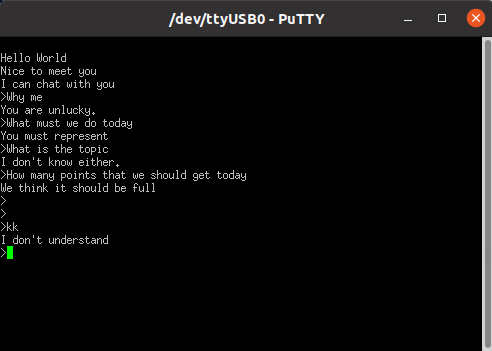 /dev/ttyUSB0 - PuTTY
Hello World
Nice to meet you
I can chat with you
>Why me
You are unlucky.
>What must we do today
You must represent
>What is the topic
I don't know either.
>How many points that we should get today
We think it should be full
>
>
>kk
I don't understand
>